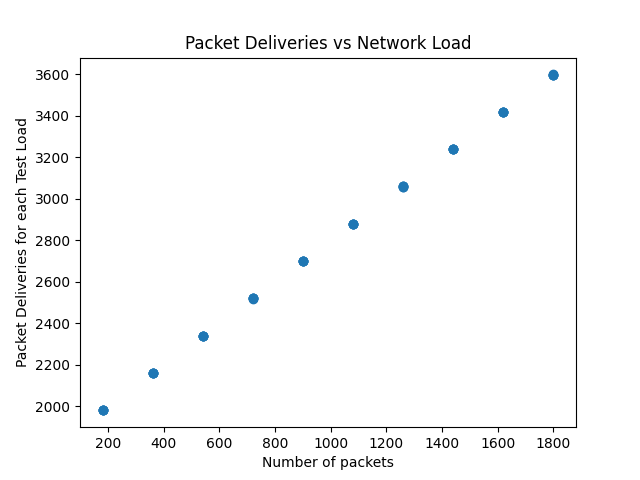 Packet Deliveries vs Network Load
Packet Deliveries for each Test Load
3600
3400
3200
3000
2800
2600
2400
2200
2000
200 400 600 800 1000 1200 1400 1600 1800
Number of packets